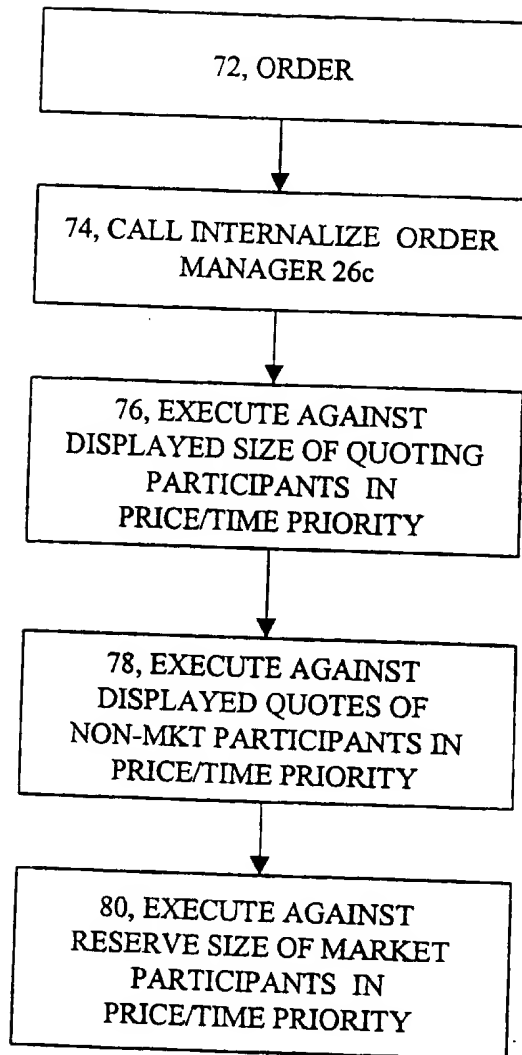 72, ORDER
74, CALL INTERNALIZE ORDER
MANAGER 26c
76, EXECUTE AGAINST
DISPLAYED SIZE OF QUOTING
PARTICIPANTS IN
PRICE/TIME PRIORITY
78, EXECUTE AGAINST
DISPLAYED QUOTES OF
NON-MKT PARTICIPANTS IN
PRICE/TIME PRIORITY
80, EXECUTE AGAINST
RESERVE SIZE OF MARKET
PARTICIPANTS IN
PRICE/TIME PRIORITY